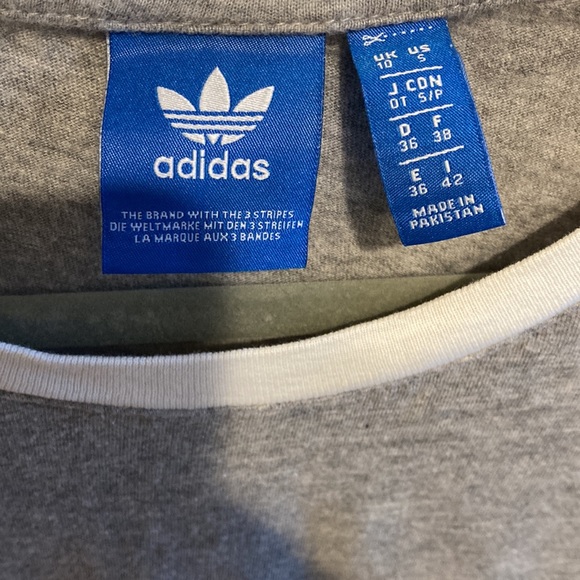 adidas
THE BRAND WITH THE 3 STRIPES
DIE WELTMARKE MIT DEN 3 STREIFEN
LA MARQUE AUX 3 BANDES
UK US
10 S
J CDN
OT S/P
D F
36 38
E I
36 42
MADE IN
PAKISTAN